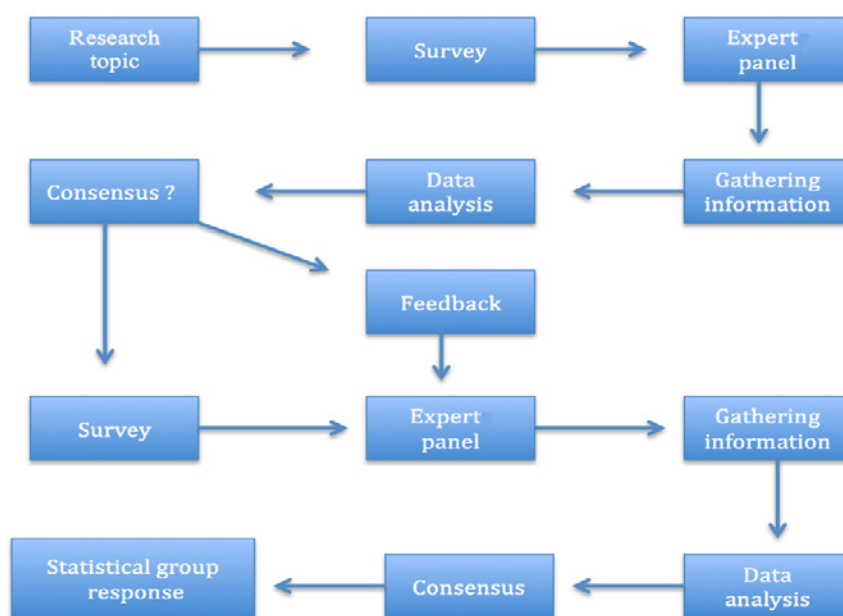 Research
topic
Survey
Expert
panel
Consensus ?
Data
analysis
Gathering
information
Feedback
Survey
Expert
panel
Gathering
information
Statistical group
response
Consensus
Data
analysis